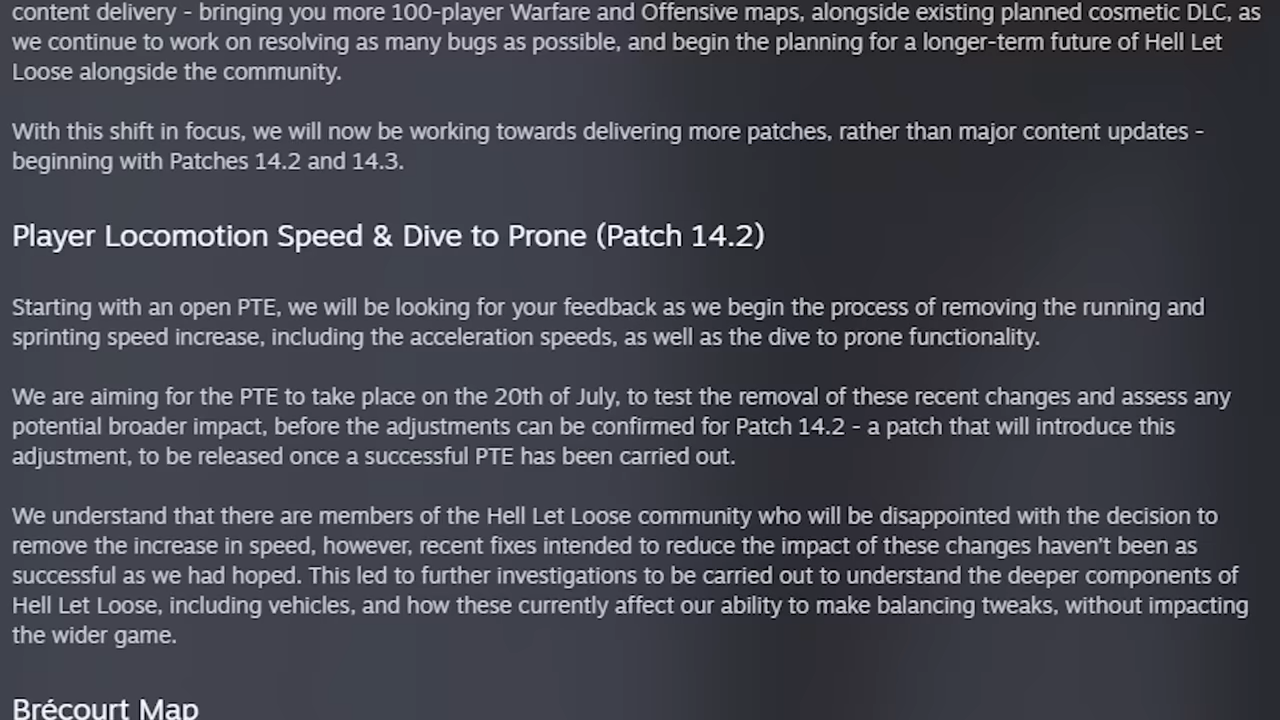 content delivery - bringing you more 100-player Warfare and Offensive maps, alongside existing planned cosmetic DLC, as
we continue to work on resolving as many bugs as possible, and begin the planning for a longer-term future of Hell Let
Loose alongside the community.
With this shift in focus, we will now be working towards delivering more patches, rather than major content updates -
beginning with Patches 14.2 and 14.3.
Player Locomotion Speed & Dive to Prone (Patch 14.2)
Starting with an open PTE, we will be looking for your feedback as we begin the process of removing the running and
sprinting speed increase, including the acceleration speeds, as well as the dive to prone functionality.
We are aiming for the PTE to take place on the 20th of July, to test the removal of these recent changes and assess any
potential broader impact, before the adjustments can be confirmed for Patch 14.2 - a patch that will introduce this
adjustment, to be released once a successful PTE has been carried out.
We understand that there are members of the Hell Let Loose community who will be disappointed with the decision to
remove the increase in speed, however, recent fixes intended to reduce the impact of these changes haven't been as
successful as we had hoped. This led to further investigations to be carried out to understand the deeper components of
Hell Let Loose, including vehicles, and how these currently affect our ability to make balancing tweaks, without impacting
the wider game.
Brécourt Map